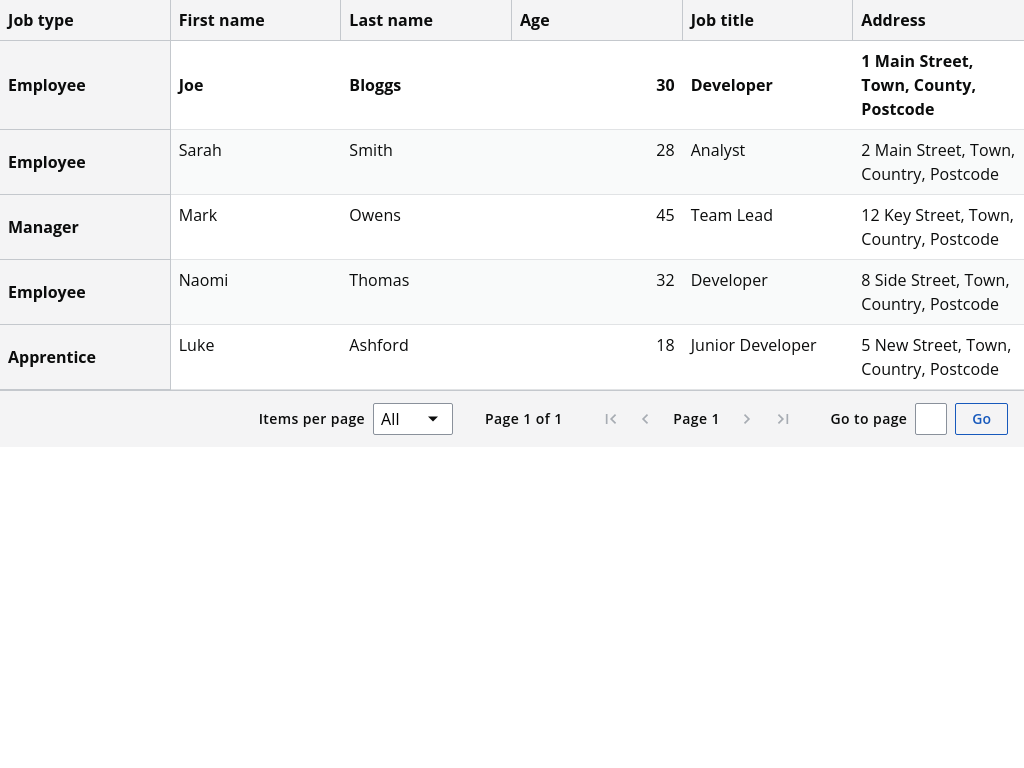 Job type First name Last name Age Job title Address
Employee Joe Bloggs 30 Developer 1 Main Street,
Town, County,
Postcode
Employee Sarah Smith 28 Analyst 2 Main Street, Town,
Country, Postcode
Manager Mark Owens 45 Team Lead 12 Key Street, Town,
Country, Postcode
Employee Naomi Thomas 32 Developer 8 Side Street, Town,
Country, Postcode
Apprentice Luke Ashford 18 Junior Developer 5 New Street, Town,
Country, Postcode
Items per page All Page 1 of 1 Page 1 Go to page Go